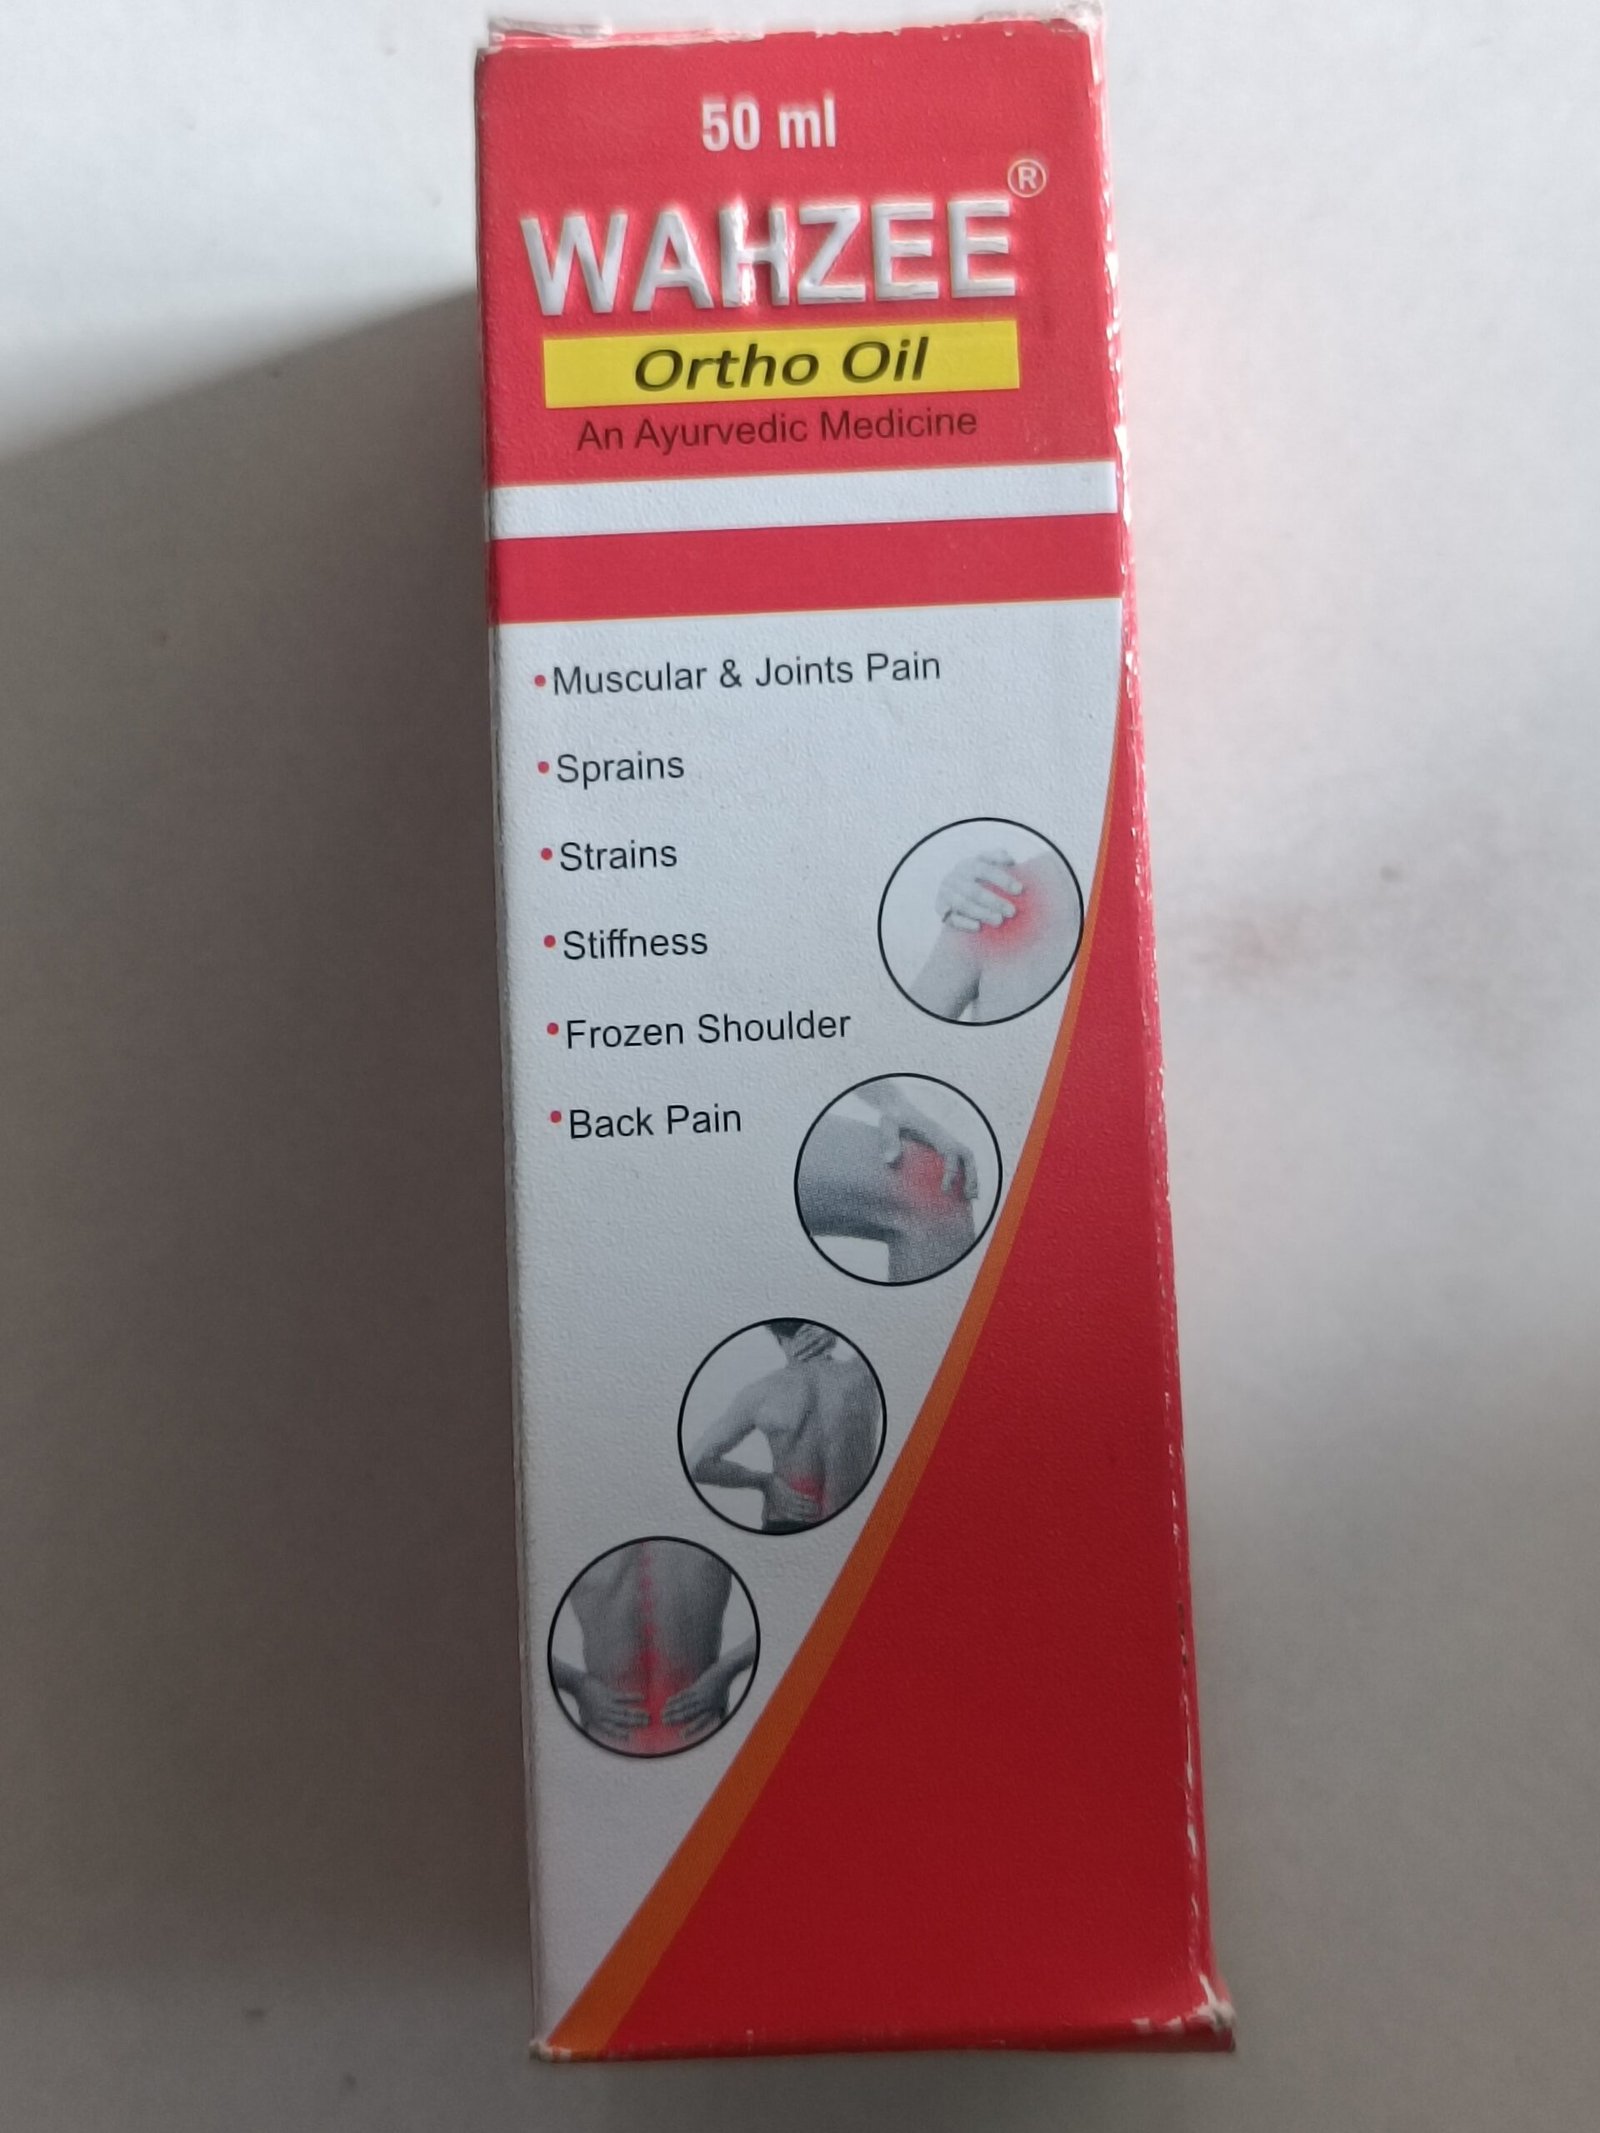 50 ml
WAHZEE®
Ortho Oil
An Ayurvedic Medicine
•Muscular & Joints Pain
•Sprains
•Strains
•Stiffness
•Frozen Shoulder
•Back Pain